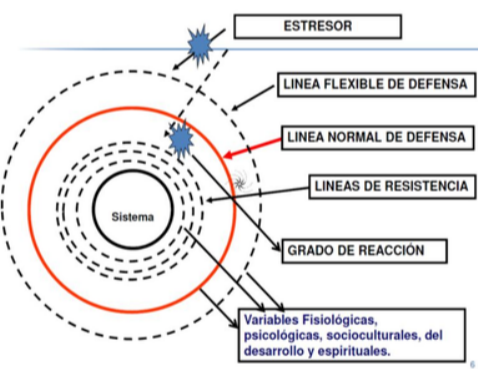 ESTRESOR
LINEA FLEXIBLE DE DEFENSA
LINEA NORMAL DE DEFENSA
LINEAS DE RESISTENCIA
Sistema
GRADO DE REACCIÓN
Variables Fisiológicas,
psicológicas, socioculturales, del
desarrollo y espirituales.
6